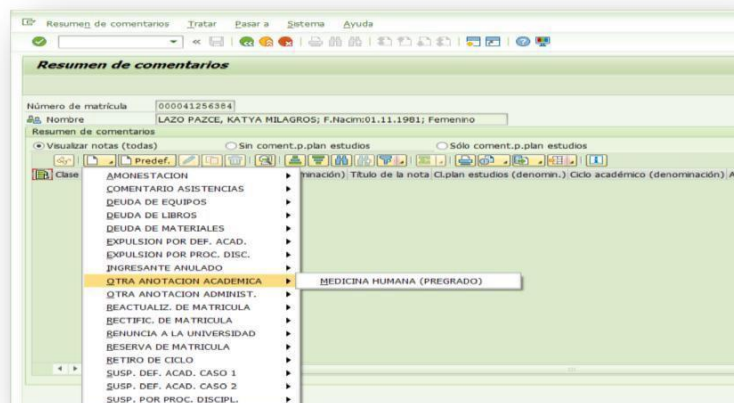 Resumen de comentarios Tratar Pasar a Sistema Ayuda
Resumen de comentarios
Número de matrícula 000041256384
Nombre LAZO PAZCE, KATYA MILAGROS; F.Nacim:01.11.1981; Femenino
Resumen de comentarios
Visualizar notas (todas) Sin coment.p.plan estudios Sólo coment.p.plan estudios
Predef.
Clase minación) Título de la nota Cl.plan estudios (denomin.) Ciclo académico (denominación) A
AMONESTACION
COMENTARIO ASISTENCIAS
DEUDA DE EQUIPOS
DEUDA DE LIBROS
DEUDA DE MATERIALES
EXPULSION POR DEF. ACAD.
EXPULSION POR PROC. DISC.
INGRESANTE ANULADO
OTRA ANOTACION ACADEMICA MEDICINA HUMANA (PREGRADO)
OTRA ANOTACION ADMINIST.
REACTUALIZ. DE MATRICULA
RECTIFIC. DE MATRICULA
RENUNCIA A LA UNIVERSIDAD
RESERVA DE MATRICULA
RETIRO DE CICLO
SUSP. DEF. ACAD. CASO 1
SUSP. DEF. ACAD. CASO 2
SUSP. POR PROC. DISCIPL.